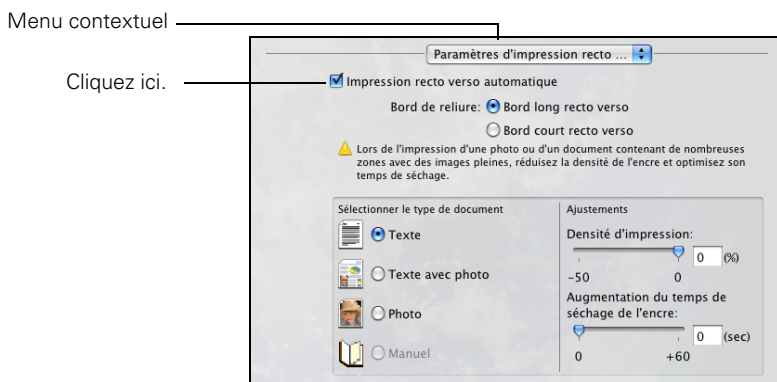 Menu contextuel
Paramètres d'impression recto ...
Cliquez ici.
Impression recto verso automatique
Bord de reliure: Bord long recto verso
Bord court recto verso
Lors de l'impression d'une photo ou d'un document contenant de nombreuses
zones avec des images pleines, réduisez la densité de l'encre et optimisez son
temps de séchage.
Sélectionner le type de document
Texte
Texte avec photo
Photo
Manuel
Ajustements
Densité d'impression:
0 (%)
-50 0
Augmentation du temps de
séchage de l'encre:
0 (sec)
0 +60